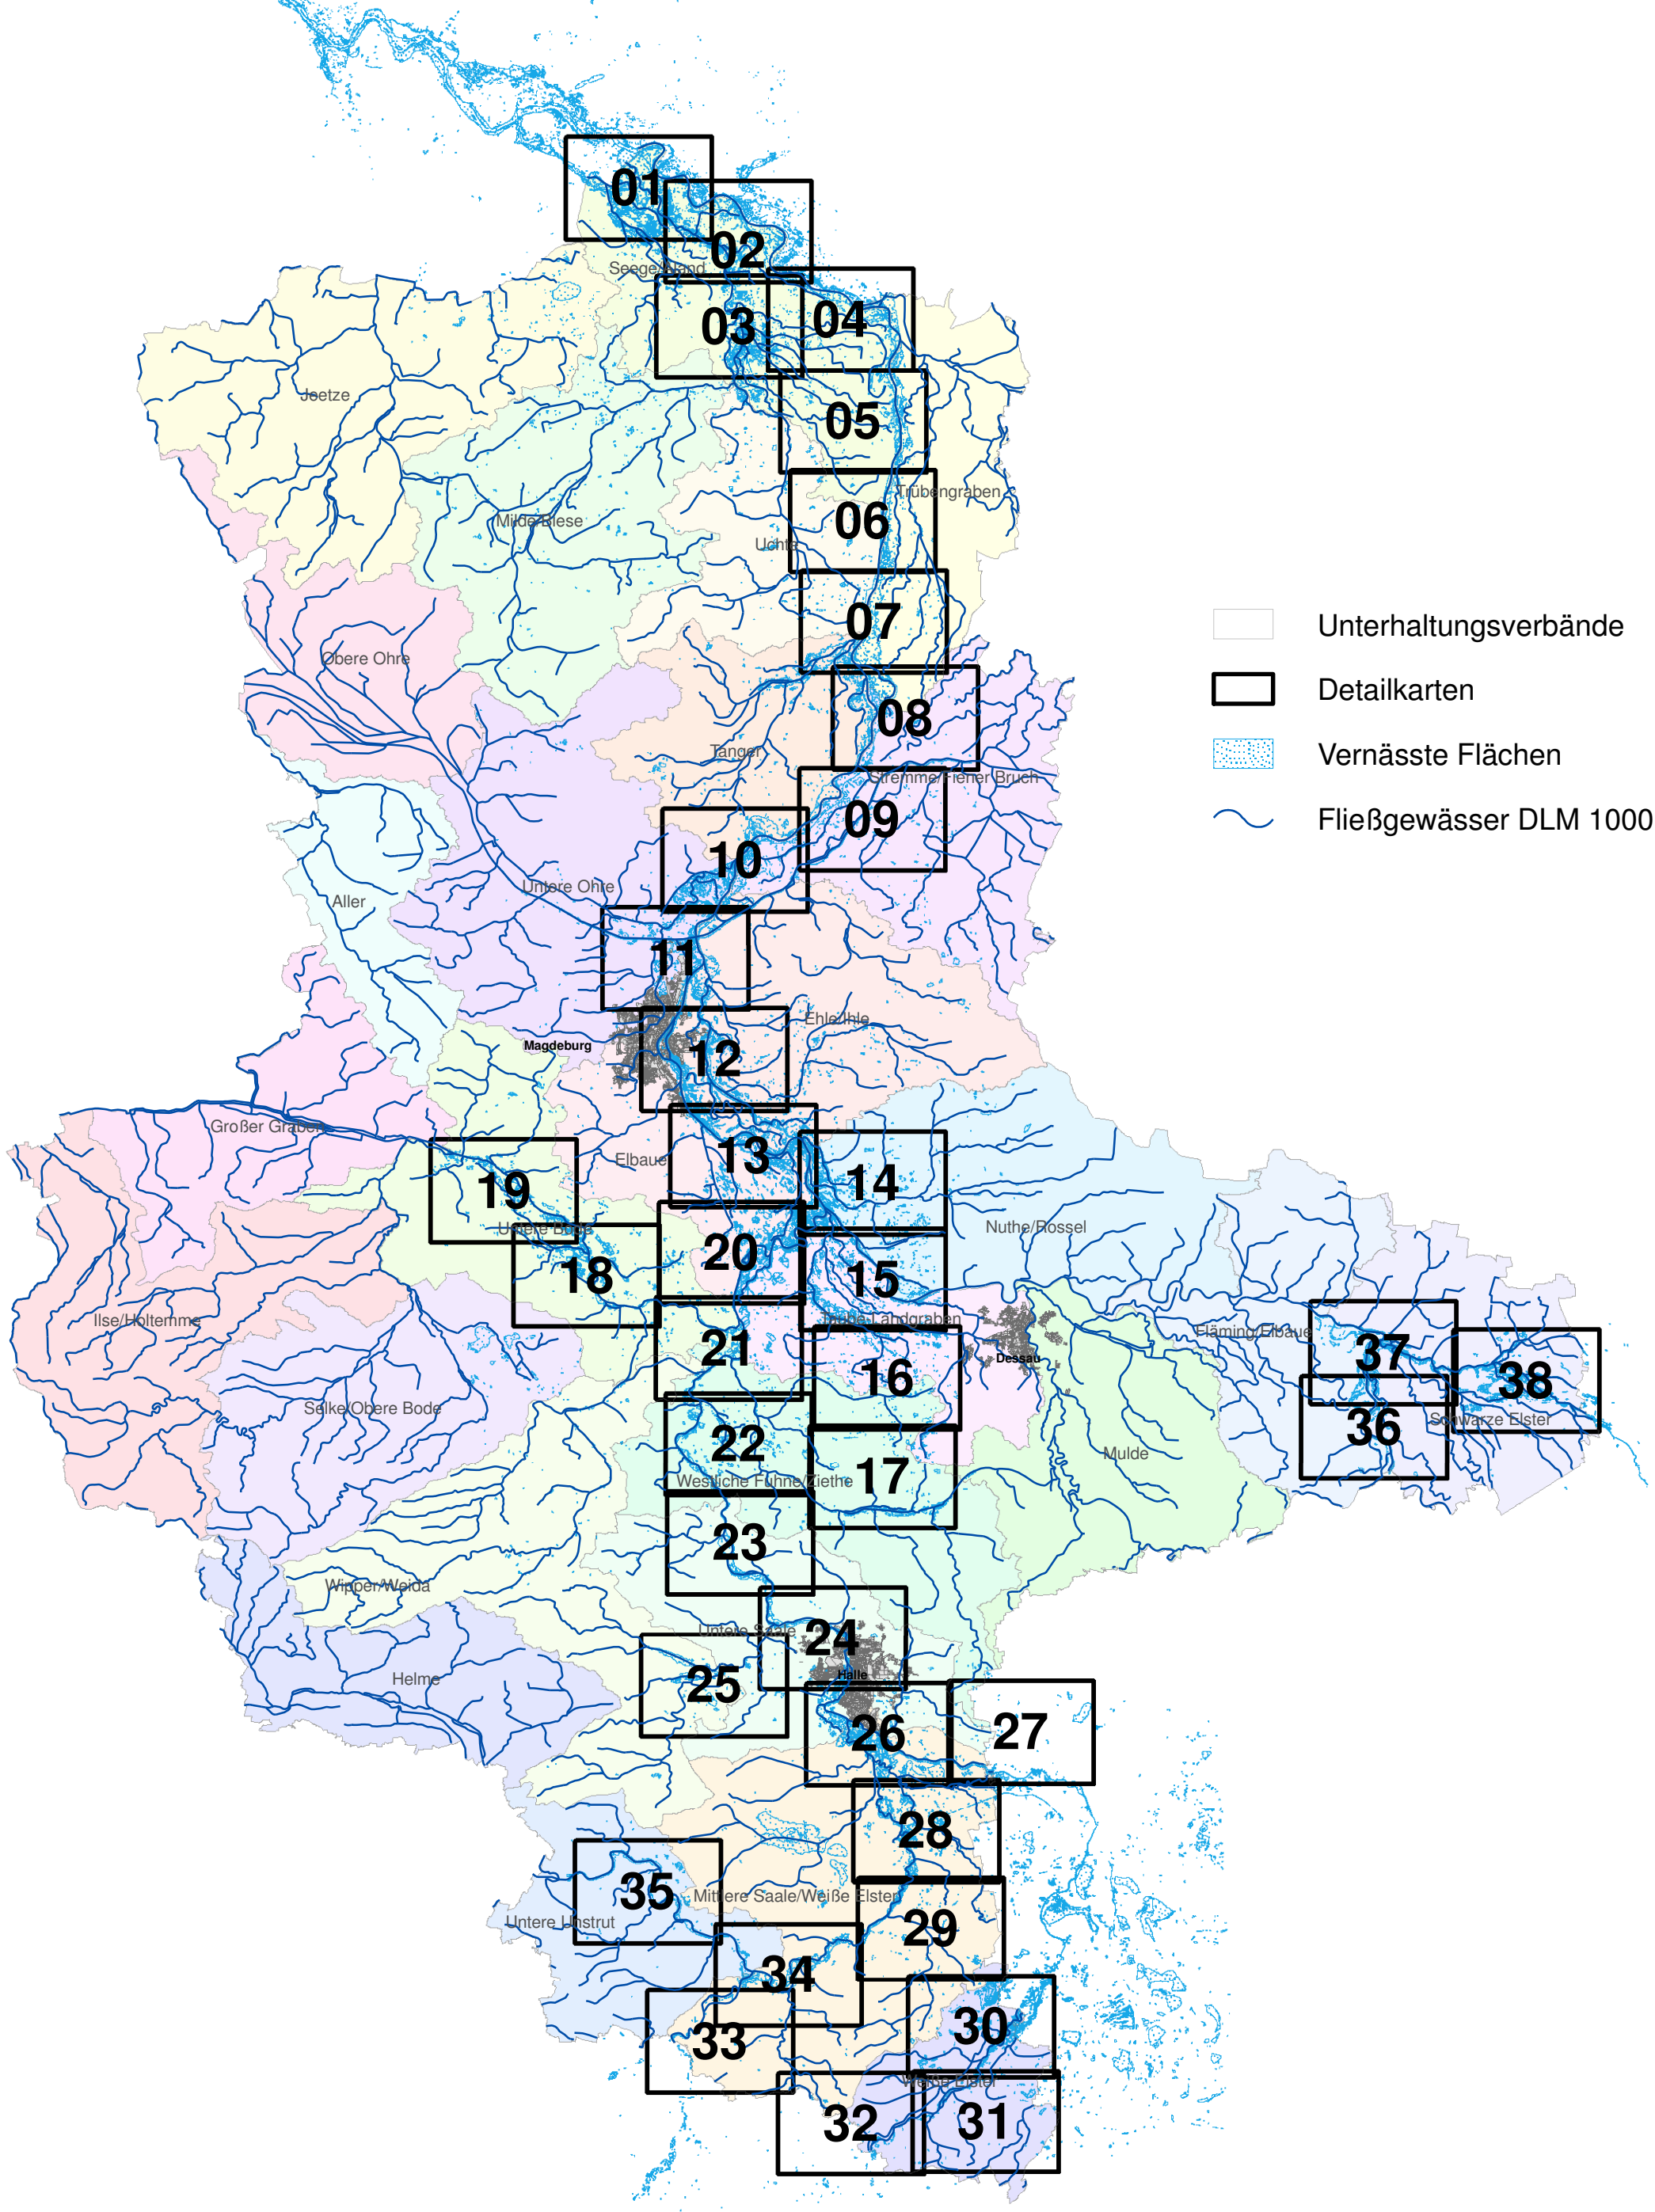 01
02
Seege/Aland
03
04
Jeetze
05
Trübengraben
Milde/Biese
06
Uchte
07
Unterhaltungsverbände
Obere Ohre
Detailkarten
08
Tanger
Vernässte Flächen
Stremme/Fiener Bruch
09
Fließgewässer DLM 1000
10
Untere Ohre
Aller
11
Ehle/Ihle
Magdeburg
12
Großer Graben
13
Elbaue
14
19
Untere Bode
Nuthe/Rossel
20
18
15
Ilse/Holtemme
Landgraben
Fläming/Elbaue
21
Dessau
37
16
38
Selke/Obere Bode
Schwarze Elster
36
22
Mulde
Westliche Fuhne/Ziethe
17
23
Wipper/Weida
Untere Saale
24
Halle
Helme
25
26
27
28
35
Mittlere Saale/Weiße Elster
Untere Unstrut
29
34
30
33
Weiße Elster
32
31